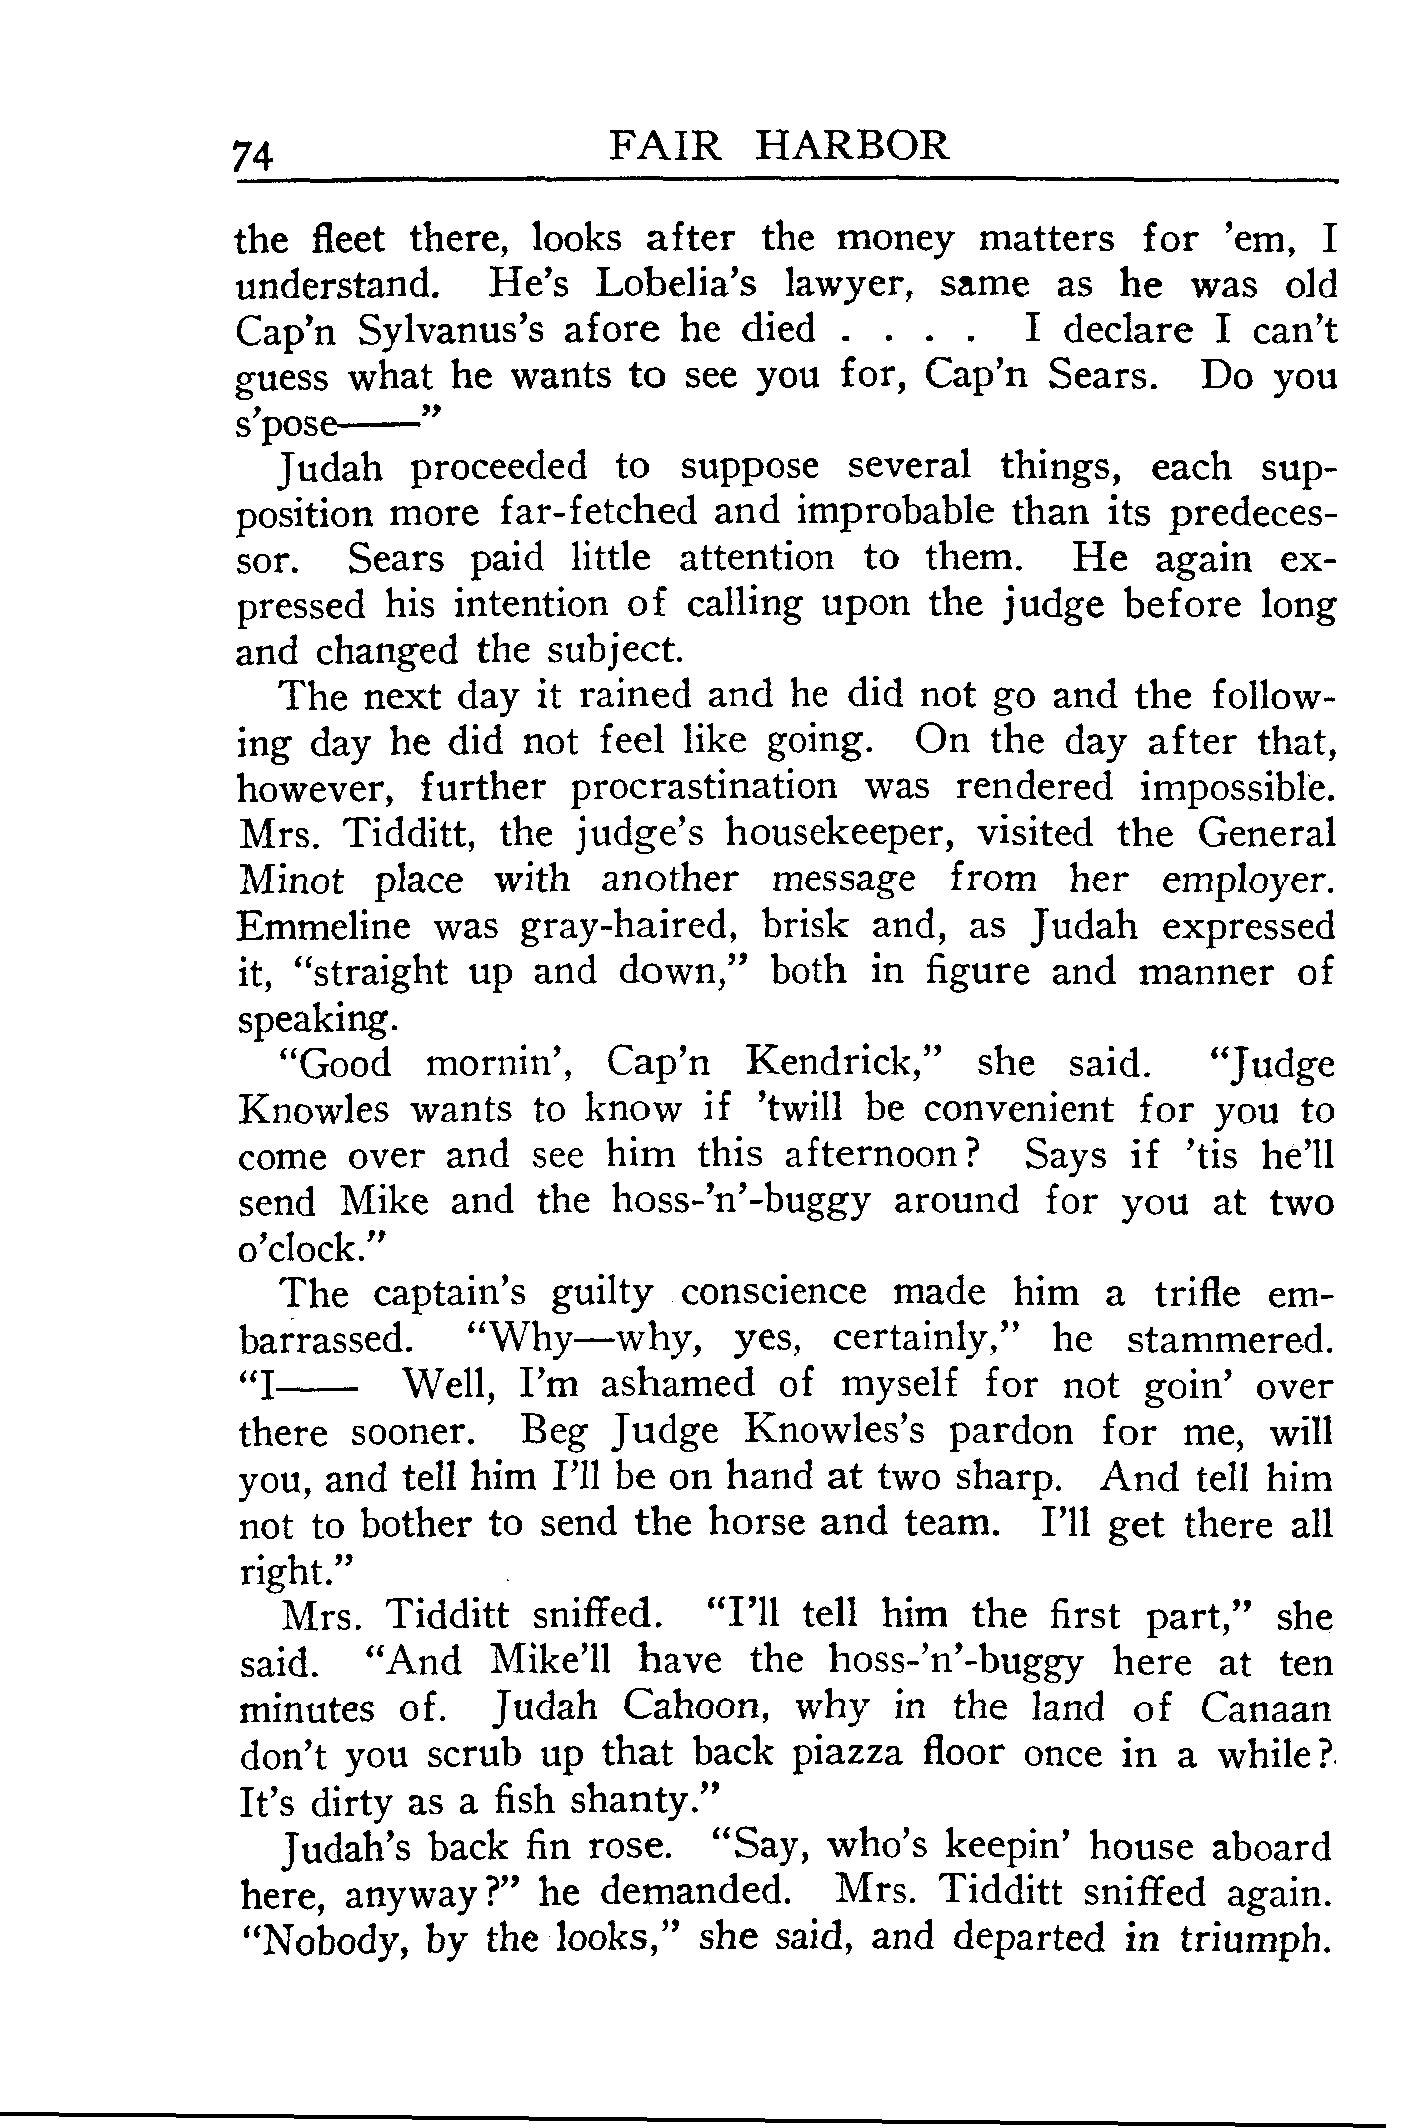 74 FAIR HARBOR
the fleet there, looks after the money matters for 'em, I
understand. He's Lobelia's lawyer, same as he was old
Cap'n Sylvanus's afore he died . . . . I declare I can't
guess what he wants to see you for, Cap'n Sears. Do you
s'pose——"
Judah proceeded to suppose several things, each sup-
position more far-fetched and improbable than its predeces-
sor. Sears paid little attention to them. He again ex-
pressed his intention of calling upon the judge before long
and changed the subject.
The next day it rained and he did not go and the follow-
ing day he did not feel like going. On the day after that,
however, further procrastination was rendered impossible.
Mrs. Tidditt, the judge's housekeeper, visited the General
Minot place with another message from her employer.
Emmeline was gray-haired, brisk and, as Judah expressed
it, "straight up and down," both in figure and manner of
speaking.
"Good mornin', Cap'n Kendrick," she said. "Judge
Knowles wants to know if 'twill be convenient for you to
come over and see him this afternoon? Says if 'tis he'll
send Mike and the hoss-'n'-buggy around for you at two
o'clock."
The captain's guilty conscience made him a trifle em-
barrassed. "Why—why, yes, certainly," he stammered.
"I—— Well, I'm ashamed of myself for not goin' over
there sooner. Beg Judge Knowles's pardon for me, will
you, and tell him I'll be on hand at two sharp. And tell him
not to bother to send the horse and team. I'll get there all
right."
Mrs. Tidditt sniffed. "I'll tell him the first part," she
said. "And Mike'll have the hoss-'n'-buggy here at ten
minutes of. Judah Cahoon, why in the land of Canaan
don't you scrub up that back piazza floor once in a while?
It's dirty as a fish shanty."
Judah's back fin rose. "Say, who's keepin' house aboard
here, anyway?" he demanded. Mrs. Tidditt sniffed again.
"Nobody, by the looks," she said, and departed in triumph.